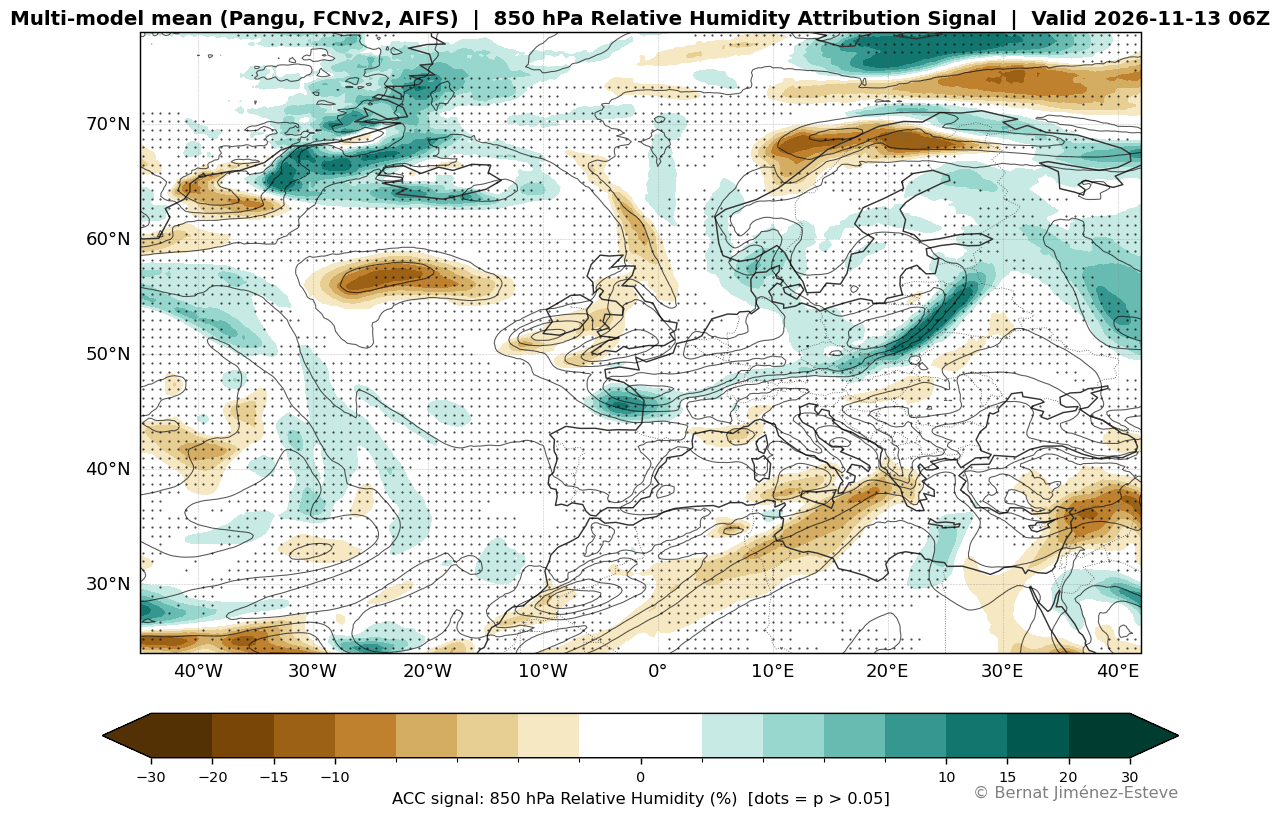 Multi-model mean (Pangu, FCNv2, AIFS)  |  850 hPa Relative Humidity Attribution Signal  |  Valid 2026-11-13 06Z
70°N
60°N
50°N
40°N
30°N
40°W 30°W 20°W 10°W 0° 10°E 20°E 30°E 40°E
−30 −20 −15 −10 0 10 15 20 30
ACC signal: 850 hPa Relative Humidity (%)  [dots = p > 0.05]
© Bernat Jiménez-Esteve